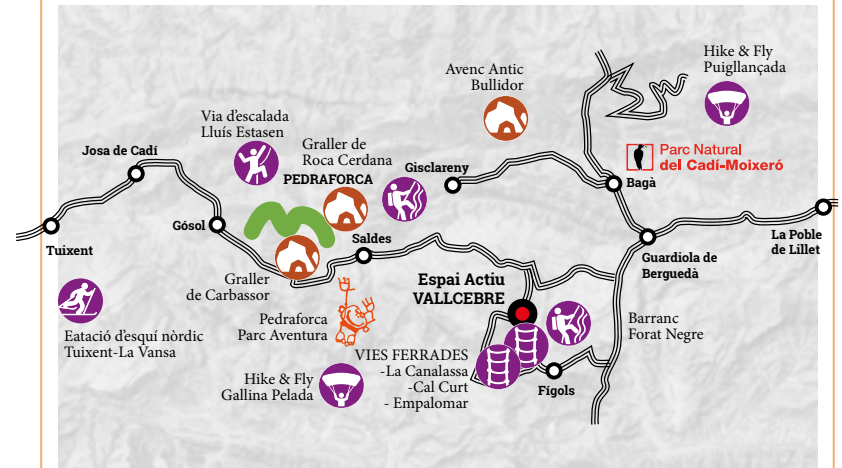 Hike & Fly
Puigllançada
Avenc Antic
Bullidor
Via d'escalada
Lluís Estasen
Graller de
Roca Cerdana
PEDRAFORCA
Parc Natural
del Cadí-Moixeró
Josa de Cadí
Gisclareny
Bagà
Tuixent
Gósol
Saldes
La Poble
de Lillet
Guardiola de
Berguedà
Graller
de Carbassor
Espai Actiu
VALLCEBRE
Pedraforca
Parc Aventura
Barranc
Forat Negre
Eatació d'esquí nòrdic
Tuixent-La Vansa
VIES FERRADES
-La Canalassa
-Cal Curt
- Empalomar
Hike & Fly
Gallina Pelada
Fígols